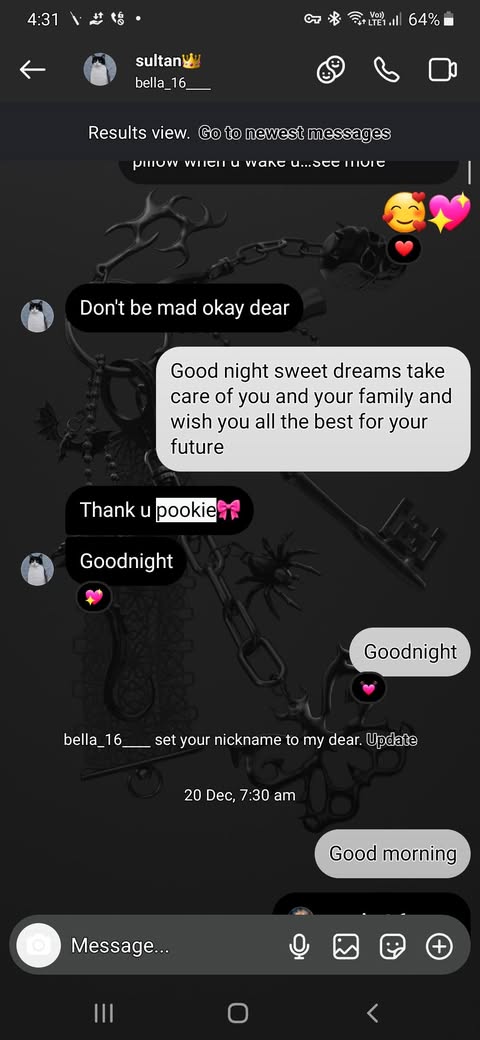 4:31
64%
sultan👑
bella_16____
Results view. Go to newest messages
pillow when u wake u...see more
🥰💖
❤️
Don't be mad okay dear
Good night sweet dreams take
care of you and your family and
wish you all the best for your
future
Thank u pookie🎀
Goodnight
💖
Goodnight
💓
bella_16____ set your nickname to my dear. Update
20 Dec, 7:30 am
Good morning
Message...